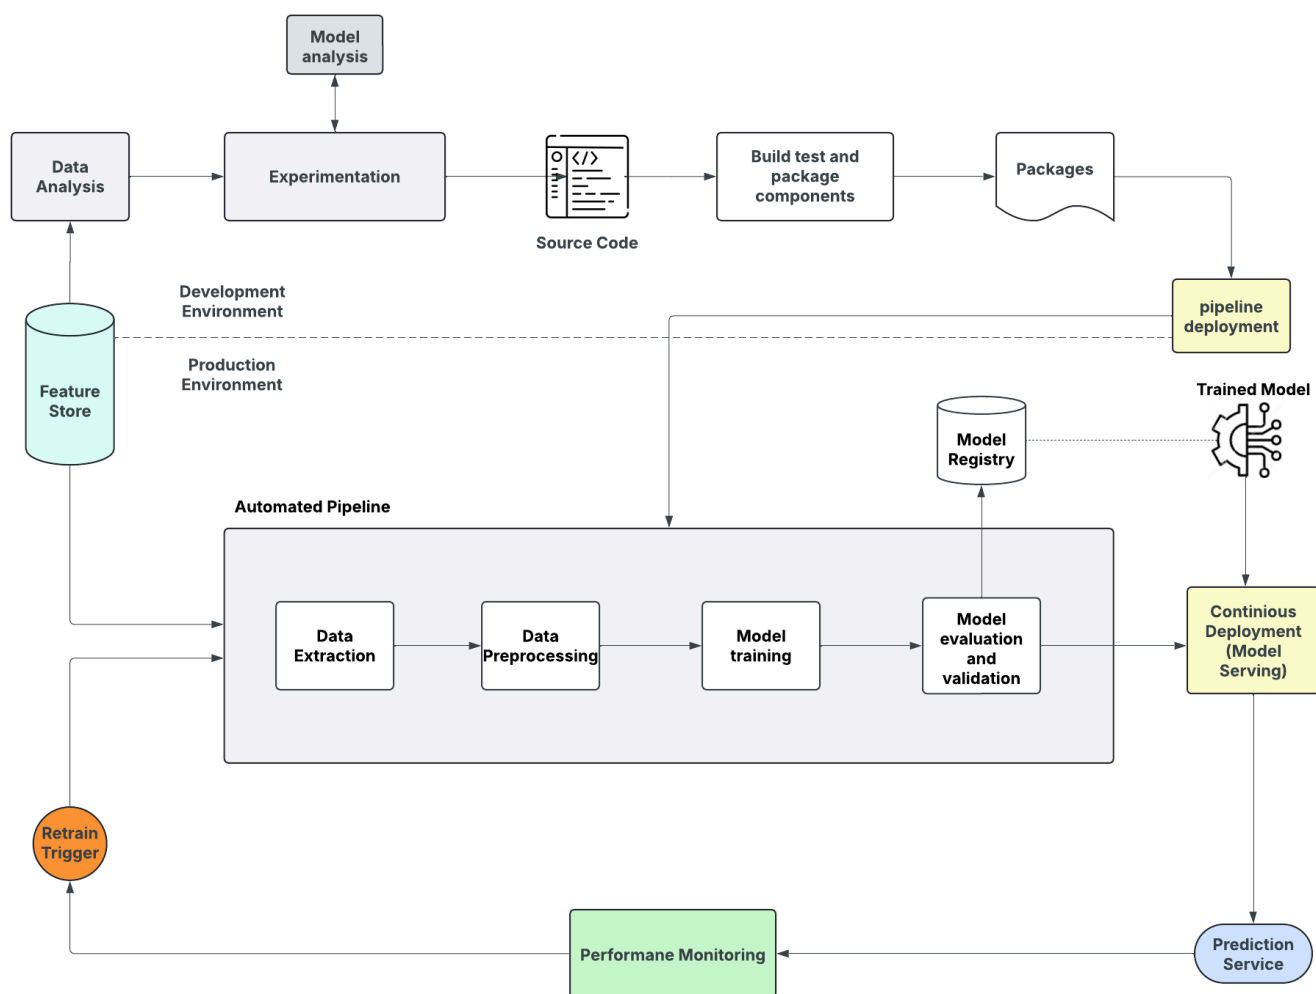 Model
analysis
Data
Analysis
Experimentation
</>
Source Code
Build test and
package
components
Packages
Development
Environment
pipeline
deployment
Production
Environment
Feature
Store
Trained Model
Model
Registry
Automated Pipeline
Data
Extraction
Data
Preprocessing
Model
training
Model
evaluation
and
validation
Continious
Deployment
(Model
Serving)
Retrain
Trigger
Performane Monitoring
Prediction
Service